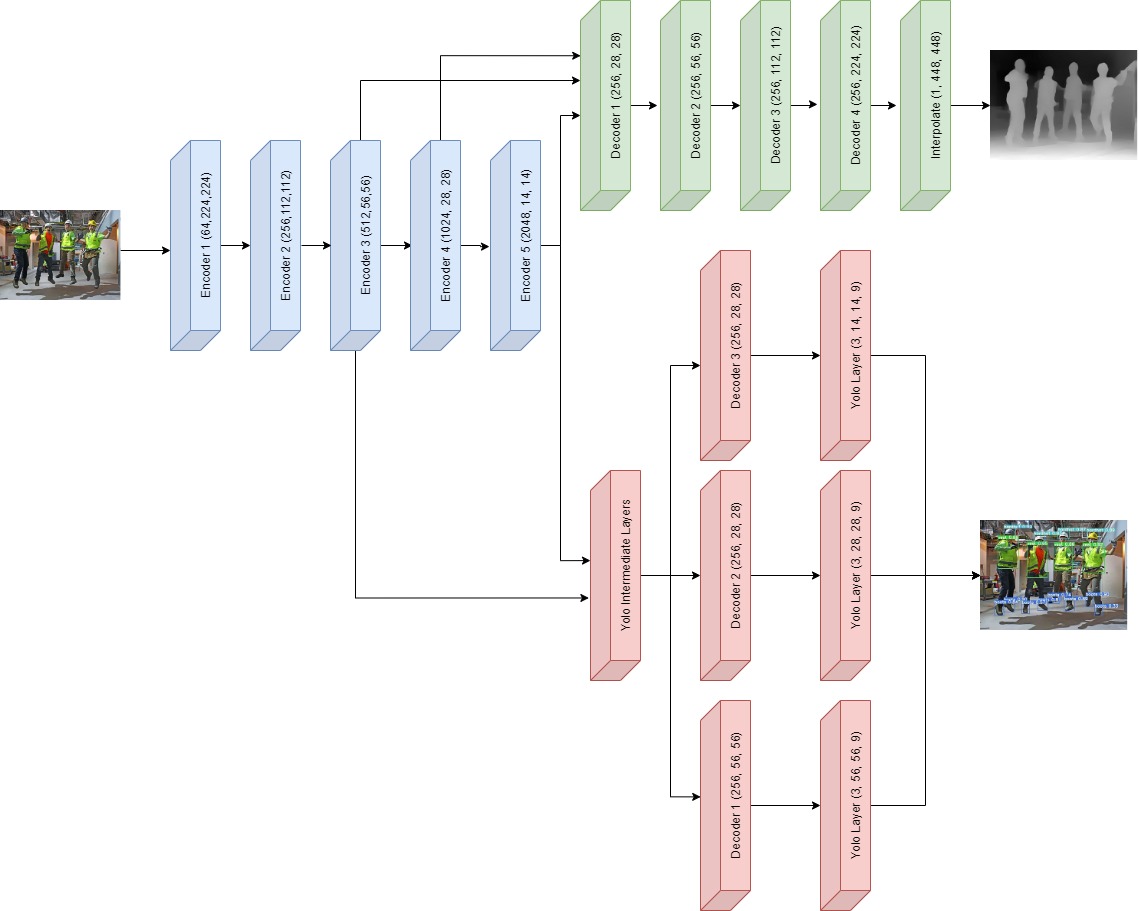 Encoder 1 (64,224,224)
Encoder 2 (256,112,112)
Encoder 3 (512,56,56)
Encoder 4 (1024, 28, 28)
Encoder 5 (2048, 14, 14)
Decoder 1 (256, 28, 28)
Decoder 2 (256, 56, 56)
Decoder 3 (256, 112, 112)
Decoder 4 (256, 224, 224)
Interpolate (1, 448, 448)
Yolo Intermediate Layers
Decoder 3 (256, 28, 28)
Yolo Layer (3, 14, 14, 9)
Decoder 2 (256, 28, 28)
Yolo Layer (3, 28, 28, 9)
Decoder 1 (256, 56, 56)
Yolo Layer (3, 56, 56, 9)